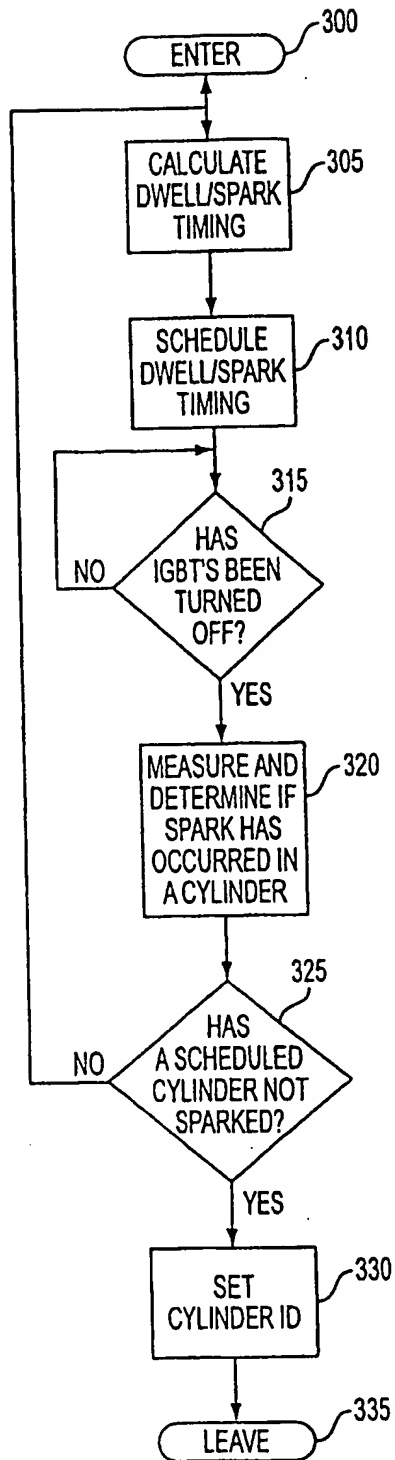 300
ENTER
CALCULATE
DWELL/SPARK
TIMING
305
SCHEDULE
DWELL/SPARK
TIMING
310
315
HAS
IGBT'S BEEN
TURNED
OFF?
NO
YES
MEASURE AND
DETERMINE IF
SPARK HAS
OCCURRED IN
A CYLINDER
320
325
HAS
A SCHEDULED
CYLINDER NOT
SPARKED?
NO
YES
SET
CYLINDER ID
330
LEAVE
335